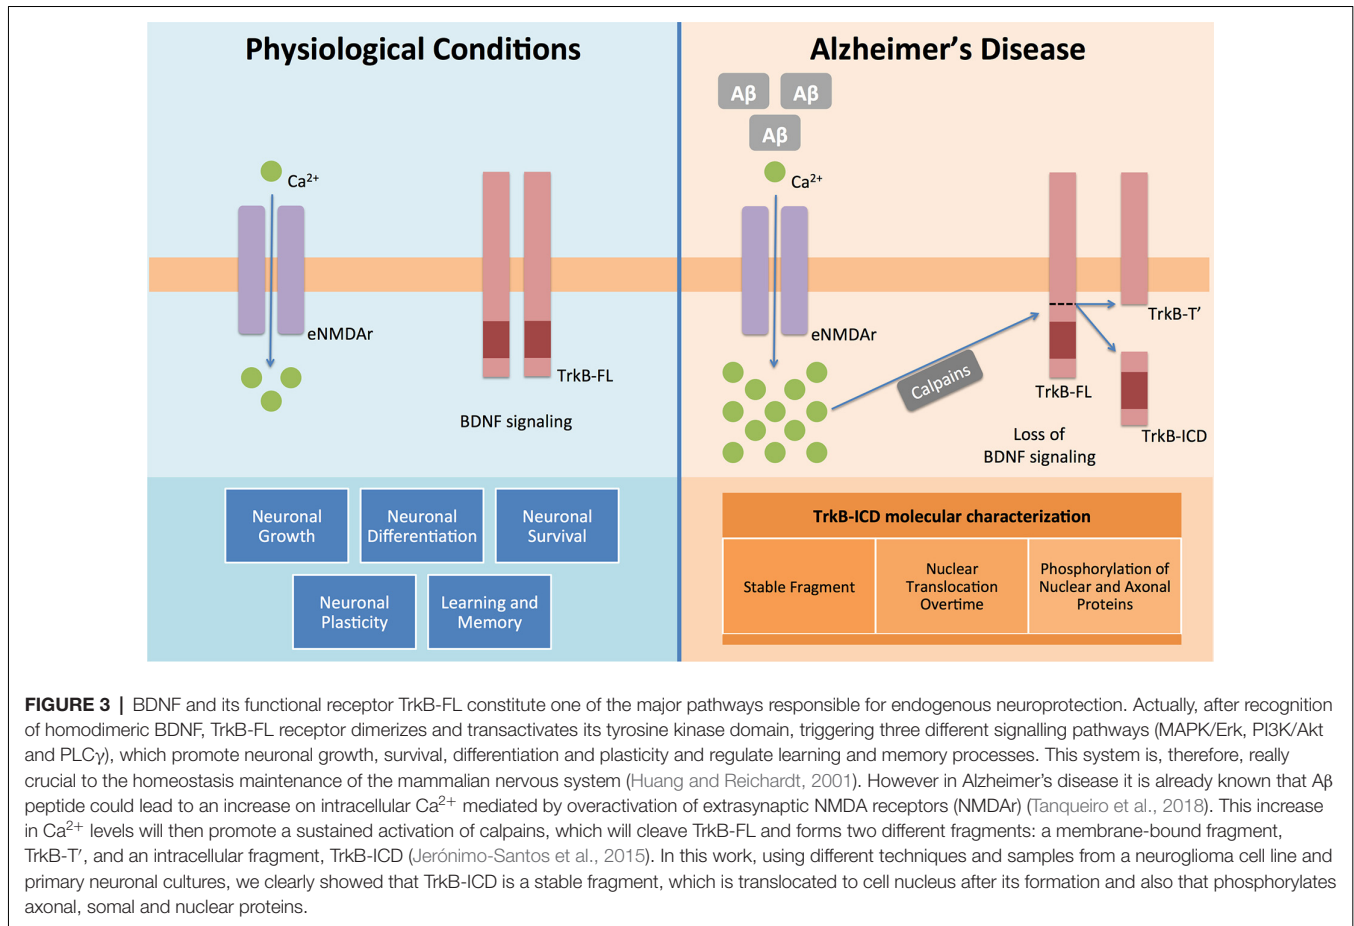 Physiological Conditions
Alzheimer's Disease
Aβ
Aβ
Aβ
Ca²⁺
eNMDAr
TrkB-FL
BDNF signaling
Ca²⁺
eNMDAr
Calpains
TrkB-FL
TrkB-T′
TrkB-ICD
Loss of
BDNF signaling
Neuronal
Growth
Neuronal
Differentiation
Neuronal
Survival
Neuronal
Plasticity
Learning and
Memory
TrkB-ICD molecular characterization
Stable Fragment
Nuclear
Translocation
Overtime
Phosphorylation of
Nuclear and Axonal
Proteins
FIGURE 3 | BDNF and its functional receptor TrkB-FL constitute one of the major pathways responsible for endogenous neuroprotection. Actually, after recognition
of homodimeric BDNF, TrkB-FL receptor dimerizes and transactivates its tyrosine kinase domain, triggering three different signalling pathways (MAPK/Erk, PI3K/Akt
and PLCγ), which promote neuronal growth, survival, differentiation and plasticity and regulate learning and memory processes. This system is, therefore, really
crucial to the homeostasis maintenance of the mammalian nervous system (Huang and Reichardt, 2001). However in Alzheimer's disease it is already known that Aβ
peptide could lead to an increase on intracellular Ca²⁺ mediated by overactivation of extrasynaptic NMDA receptors (NMDAr) (Tanqueiro et al., 2018). This increase
in Ca²⁺ levels will then promote a sustained activation of calpains, which will cleave TrkB-FL and forms two different fragments: a membrane-bound fragment,
TrkB-T′, and an intracellular fragment, TrkB-ICD (Jerónimo-Santos et al., 2015). In this work, using different techniques and samples from a neuroglioma cell line and
primary neuronal cultures, we clearly showed that TrkB-ICD is a stable fragment, which is translocated to cell nucleus after its formation and also that phosphorylates
axonal, somal and nuclear proteins.